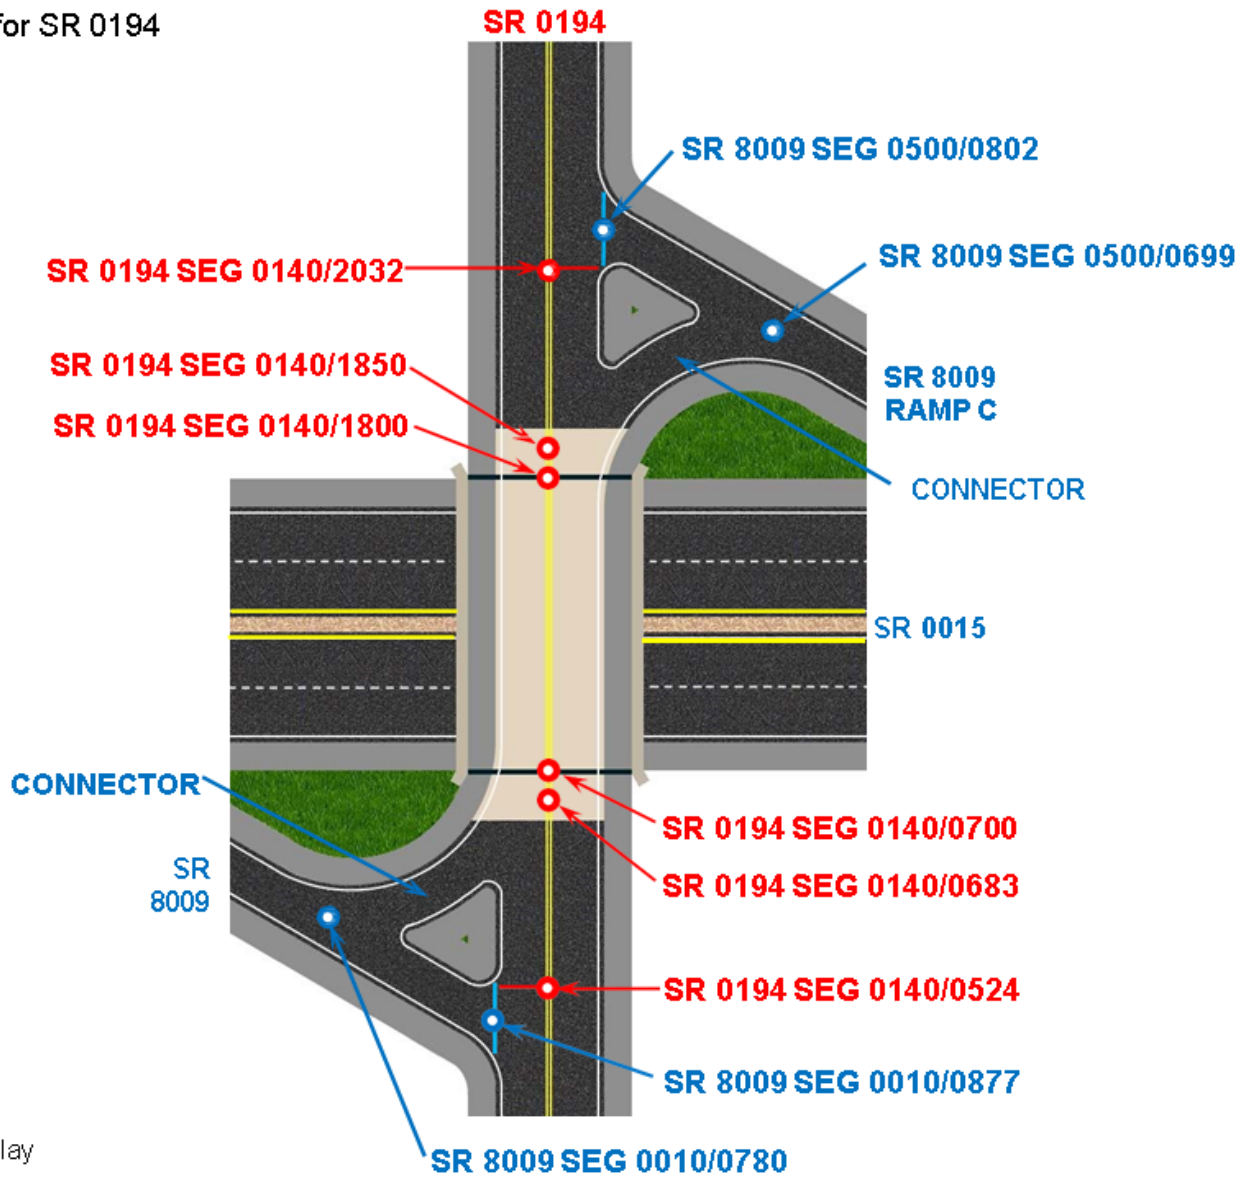 for SR 0194
SR 0194
SR 8009 SEG 0500/0802
SR 8009 SEG 0500/0699
SR 0194 SEG 0140/2032
SR 0194 SEG 0140/1850
SR 8009
RAMP C
SR 0194 SEG 0140/1800
CONNECTOR
SR 0015
CONNECTOR
SR 0194 SEG 0140/0700
SR
8009
SR 0194 SEG 0140/0683
SR 0194 SEG 0140/0524
SR 8009 SEG 0010/0877
lay
SR 8009 SEG 0010/0780